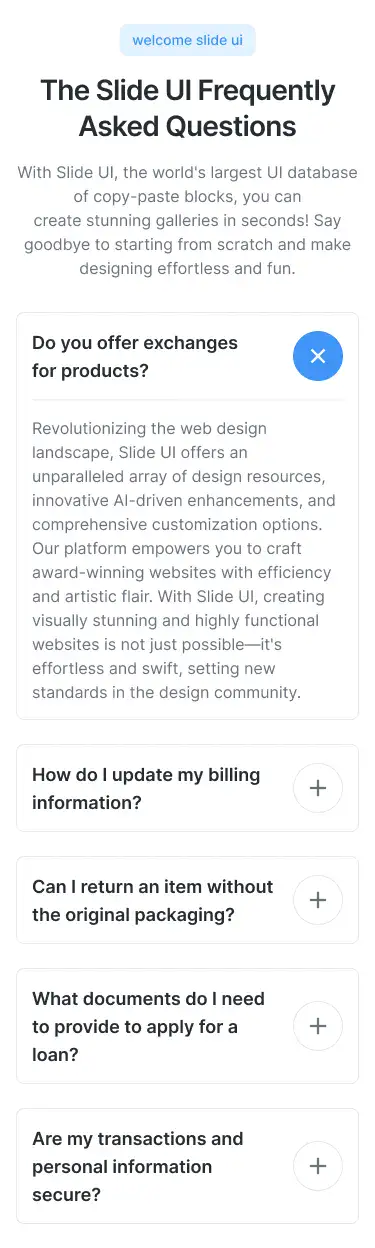 welcome slide ui
The Slide UI Frequently
Asked Questions
With Slide UI, the world's largest UI database
of copy-paste blocks, you can
create stunning galleries in seconds! Say
goodbye to starting from scratch and make
designing effortless and fun.
Do you offer exchanges
for products?
Revolutionizing the web design
landscape, Slide UI offers an
unparalleled array of design resources,
innovative AI-driven enhancements, and
comprehensive customization options.
Our platform empowers you to craft
award-winning websites with efficiency
and artistic flair. With Slide UI, creating
visually stunning and highly functional
websites is not just possible—it's
effortless and swift, setting new
standards in the design community.
How do I update my billing
information?
Can I return an item without
the original packaging?
What documents do I need
to provide to apply for a
loan?
Are my transactions and
personal information
secure?